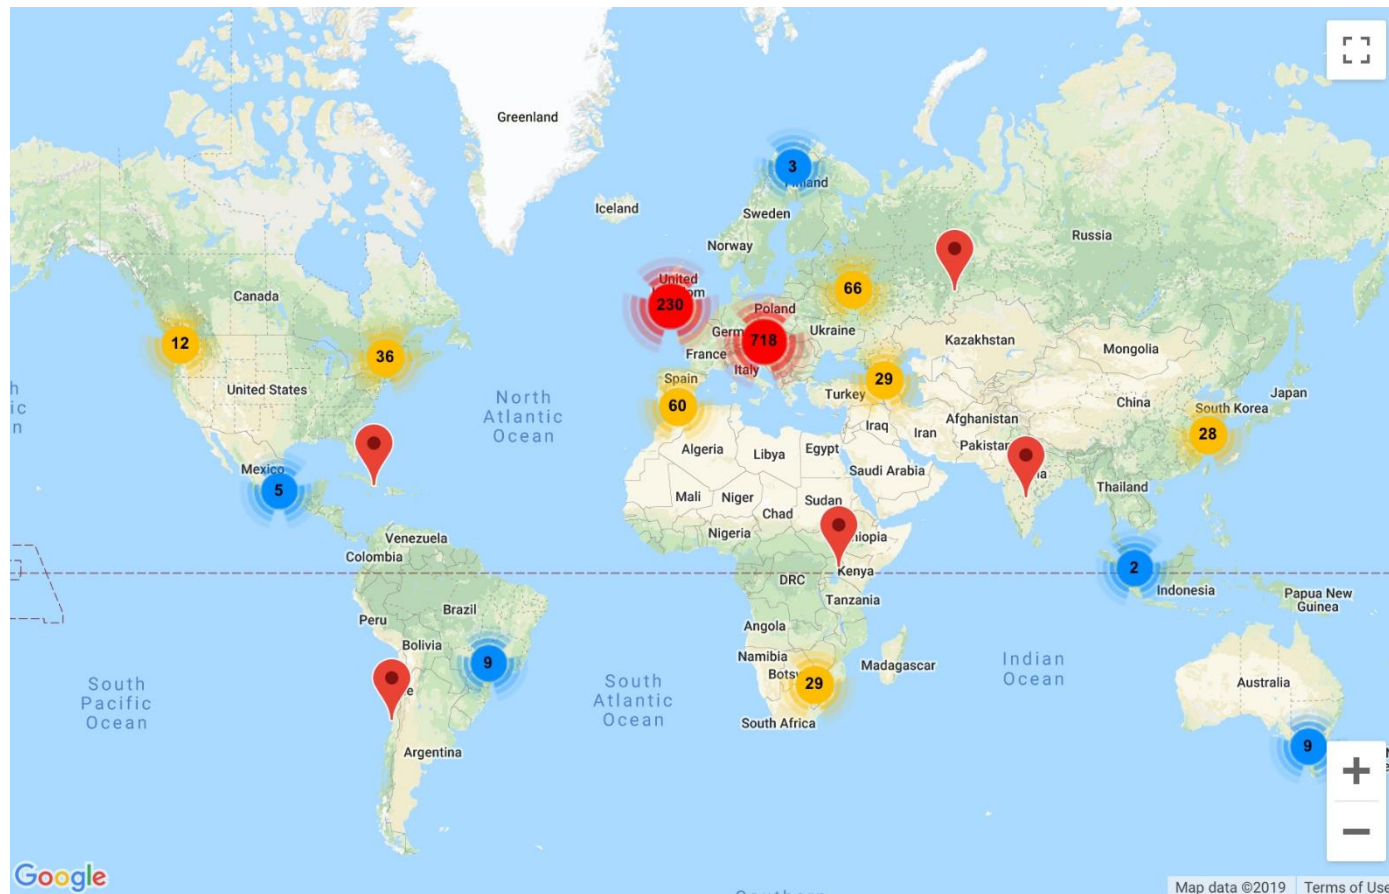 Greenland
3
Finland
Iceland
Sweden
Russia
Norway
United
Kingdom
230
66
Canada
Poland
12
36
718
Ukraine
Germ
France
Kazakhstan
Mongolia
Italy
Spain
29
United States
North
Atlantic
Ocean
60
Turkey
China
Japan
South Korea
Afghanistan
28
Iraq
Iran
Pakistan
Algeria
Libya
Egypt
Saudi Arabia
Mexico
5
Mali
Niger
Sudan
Thailand
Chad
Nigeria
Ethiopia
Venezuela
Colombia
DRC
Kenya
2
Indonesia
Papua New
Guinea
Tanzania
Brazil
Peru
Angola
Bolivia
9
Namibia
Madagascar
Indian
Ocean
Bots
29
South
Pacific
Ocean
South
Atlantic
Ocean
Australia
South Africa
Argentina
9
+
−
Google
Map data ©2019
Terms of Use